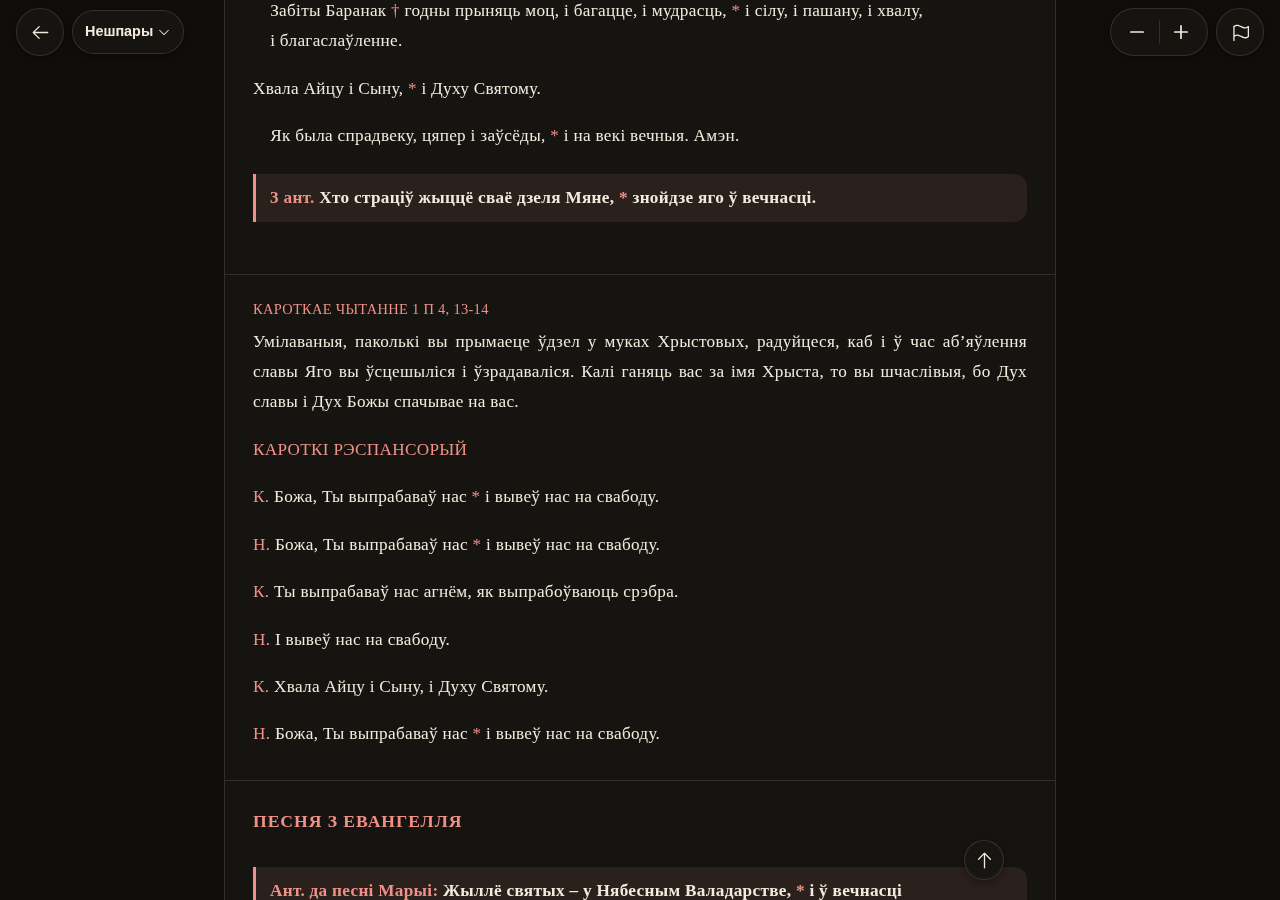 Забіты Баранак † годны прыняць моц, і багацце, і мудрасць, * і сілу, і пашану, і хвалу,
Нешпары
і благаслаўленне.
Хвала Айцу і Сыну, * і Духу Святому.
Як была спрадвеку, цяпер і заўсёды, * і на векі вечныя. Амэн.
3 ант. Хто страціў жыццё сваё дзеля Мяне, * знойдзе яго ў вечнасці.
КАРОТКАЕ ЧЫТАННЕ 1 П 4, 13-14
Умілаваныя, паколькі вы прымаеце ўдзел у муках Хрыстовых, радуйцеся, каб і ў час аб’яўлення
славы Яго вы ўсцешыліся і ўзрадаваліся. Калі ганяць вас за імя Хрыста, то вы шчаслівыя, бо Дух
славы і Дух Божы спачывае на вас.
КАРОТКІ РЭСПАНСОРЫЙ
К. Божа, Ты выпрабаваў нас * і вывеў нас на свабоду.
Н. Божа, Ты выпрабаваў нас * і вывеў нас на свабоду.
К. Ты выпрабаваў нас агнём, як выпрабоўваюць срэбра.
Н. І вывеў нас на свабоду.
К. Хвала Айцу і Сыну, і Духу Святому.
Н. Божа, Ты выпрабаваў нас * і вывеў нас на свабоду.
ПЕСНЯ З ЕВАНГЕЛЛЯ
Ант. да песні Марыі: Жыллё святых – у Нябесным Валадарстве, * і ў вечнасці